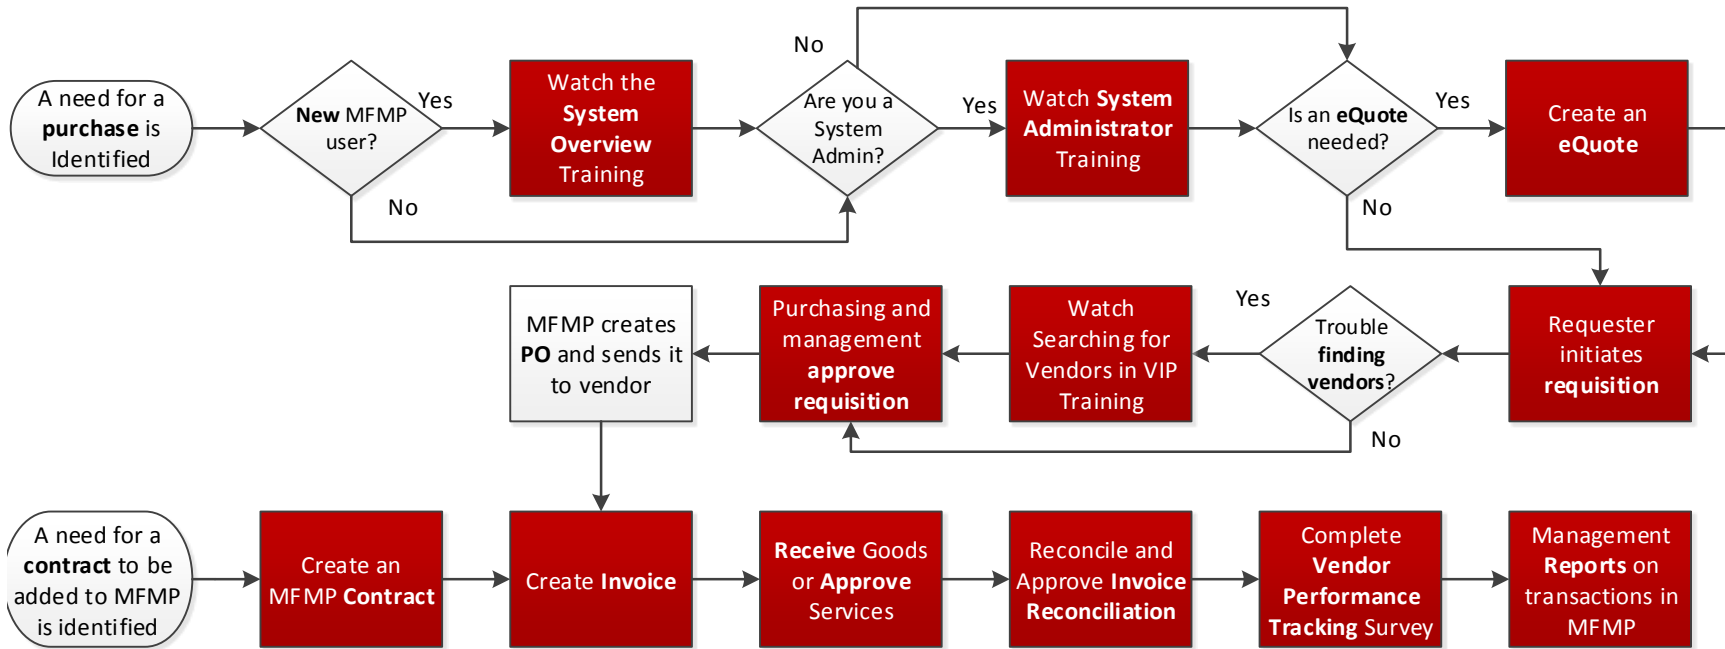 A need for a
purchase is
Identified
New MFMP
user?
Yes
No
Watch the
System
Overview
Training
No
Are you a
System
Admin?
Yes
Watch System
Administrator
Training
Is an eQuote
needed?
Yes
No
Create an
eQuote
MFMP creates
PO and sends it
to vendor
Purchasing and
management
approve
requisition
Watch
Searching for
Vendors in VIP
Training
Yes
Trouble
finding
vendors?
No
Requester
initiates
requisition
A need for a
contract to be
added to MFMP
is identified
Create an
MFMP Contract
Create Invoice
Receive Goods
or Approve
Services
Reconcile and
Approve Invoice
Reconciliation
Complete
Vendor
Performance
Tracking Survey
Management
Reports on
transactions in
MFMP